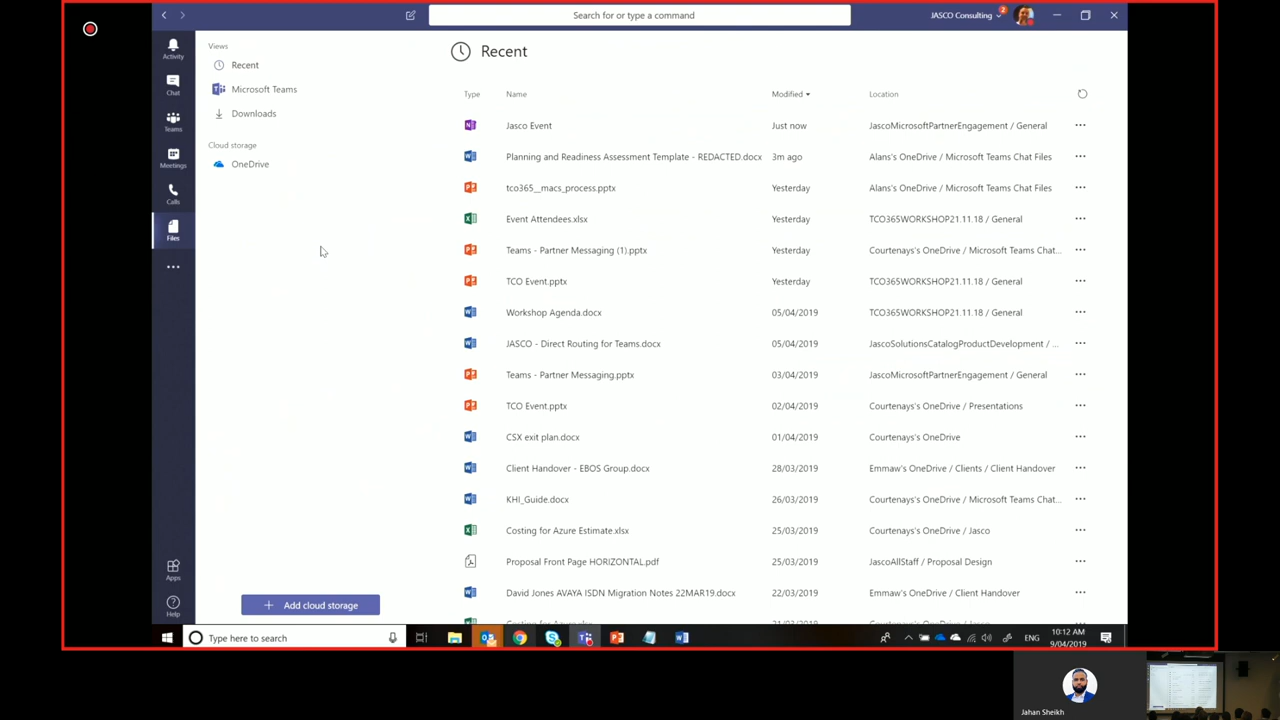 Search for or type a command
JASCO Consulting
2
Activity
Chat
Teams
Meetings
Calls
Files
Apps
Help
Views
Recent
Microsoft Teams
Downloads
Cloud storage
OneDrive
Add cloud storage
Recent
Type Name Modified Location
Jasco Event Just now JascoMicrosoftPartnerEngagement / General
Planning and Readiness Assessment Template - REDACTED.docx 3m ago Alans's OneDrive / Microsoft Teams Chat Files
tco365__macs_process.pptx Yesterday Alans's OneDrive / Microsoft Teams Chat Files
Event Attendees.xlsx Yesterday TCO365WORKSHOP21.11.18 / General
Teams - Partner Messaging (1).pptx Yesterday Courtenays's OneDrive / Microsoft Teams Chat...
TCO Event.pptx Yesterday TCO365WORKSHOP21.11.18 / General
Workshop Agenda.docx 05/04/2019 TCO365WORKSHOP21.11.18 / General
JASCO - Direct Routing for Teams.docx 05/04/2019 JascoSolutionsCatalogProductDevelopment / ...
Teams - Partner Messaging.pptx 03/04/2019 JascoMicrosoftPartnerEngagement / General
TCO Event.pptx 02/04/2019 Courtenays's OneDrive / Presentations
CSX exit plan.docx 01/04/2019 Courtenays's OneDrive
Client Handover - EBOS Group.docx 28/03/2019 Emmaw's OneDrive / Clients / Client Handover
KHI_Guide.docx 26/03/2019 Courtenays's OneDrive / Microsoft Teams Chat...
Costing for Azure Estimate.xlsx 25/03/2019 Courtenays's OneDrive / Jasco
Proposal Front Page HORIZONTAL.pdf 25/03/2019 JascoAllStaff / Proposal Design
David Jones AVAYA ISDN Migration Notes 22MAR19.docx 22/03/2019 Emmaw's OneDrive / Client Handover
Type here to search
ENG
10:12 AM
9/04/2019
Jahan Sheikh